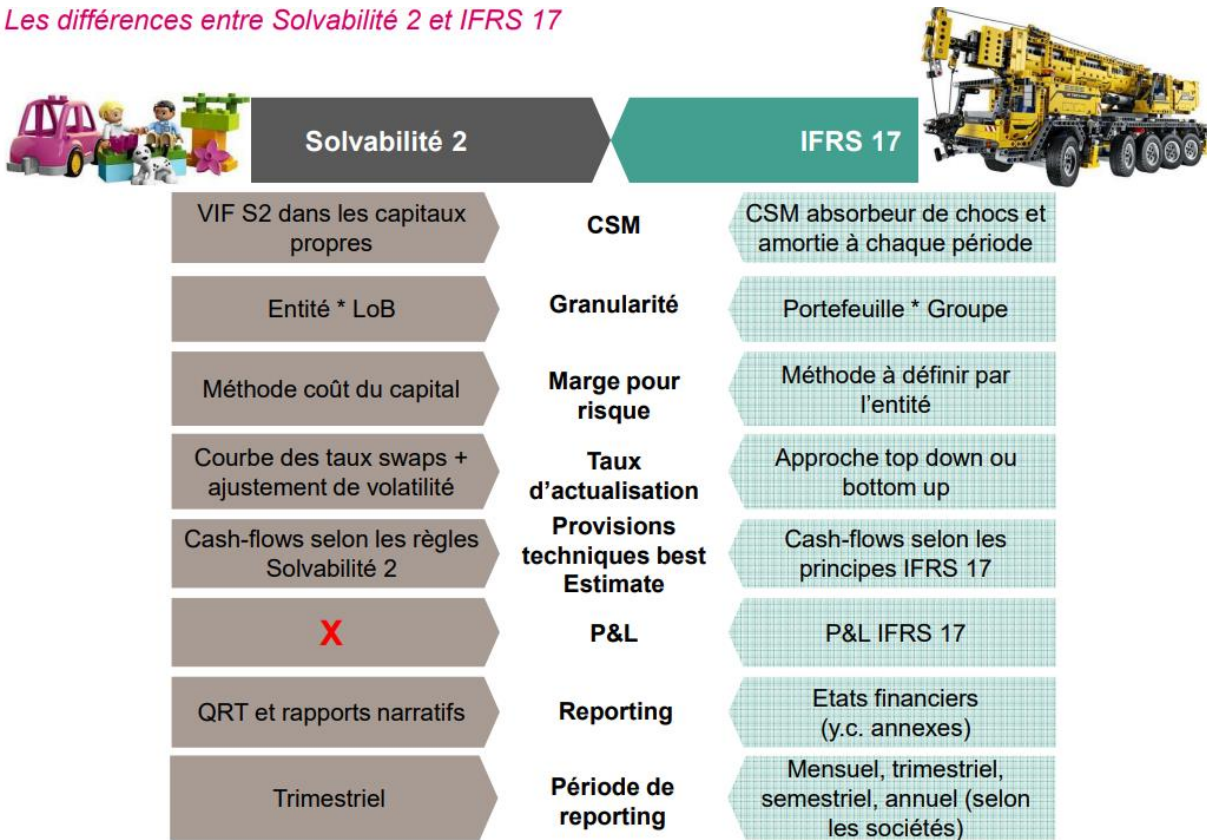 Les différences entre Solvabilité 2 et IFRS 17
Solvabilité 2
IFRS 17
VIF S2 dans les capitaux
propres
CSM
CSM absorbeur de chocs et
amortie à chaque période
Entité * LoB
Granularité
Portefeuille * Groupe
Méthode coût du capital
Marge pour
risque
Méthode à définir par
l'entité
Courbe des taux swaps +
ajustement de volatilité
Taux
d'actualisation
Approche top down ou
bottom up
Cash-flows selon les règles
Solvabilité 2
Provisions
techniques best
Estimate
Cash-flows selon les
principes IFRS 17
X
P&L
P&L IFRS 17
QRT et rapports narratifs
Reporting
Etats financiers
(y.c. annexes)
Trimestriel
Période de
reporting
Mensuel, trimestriel,
semestriel, annuel (selon
les sociétés)